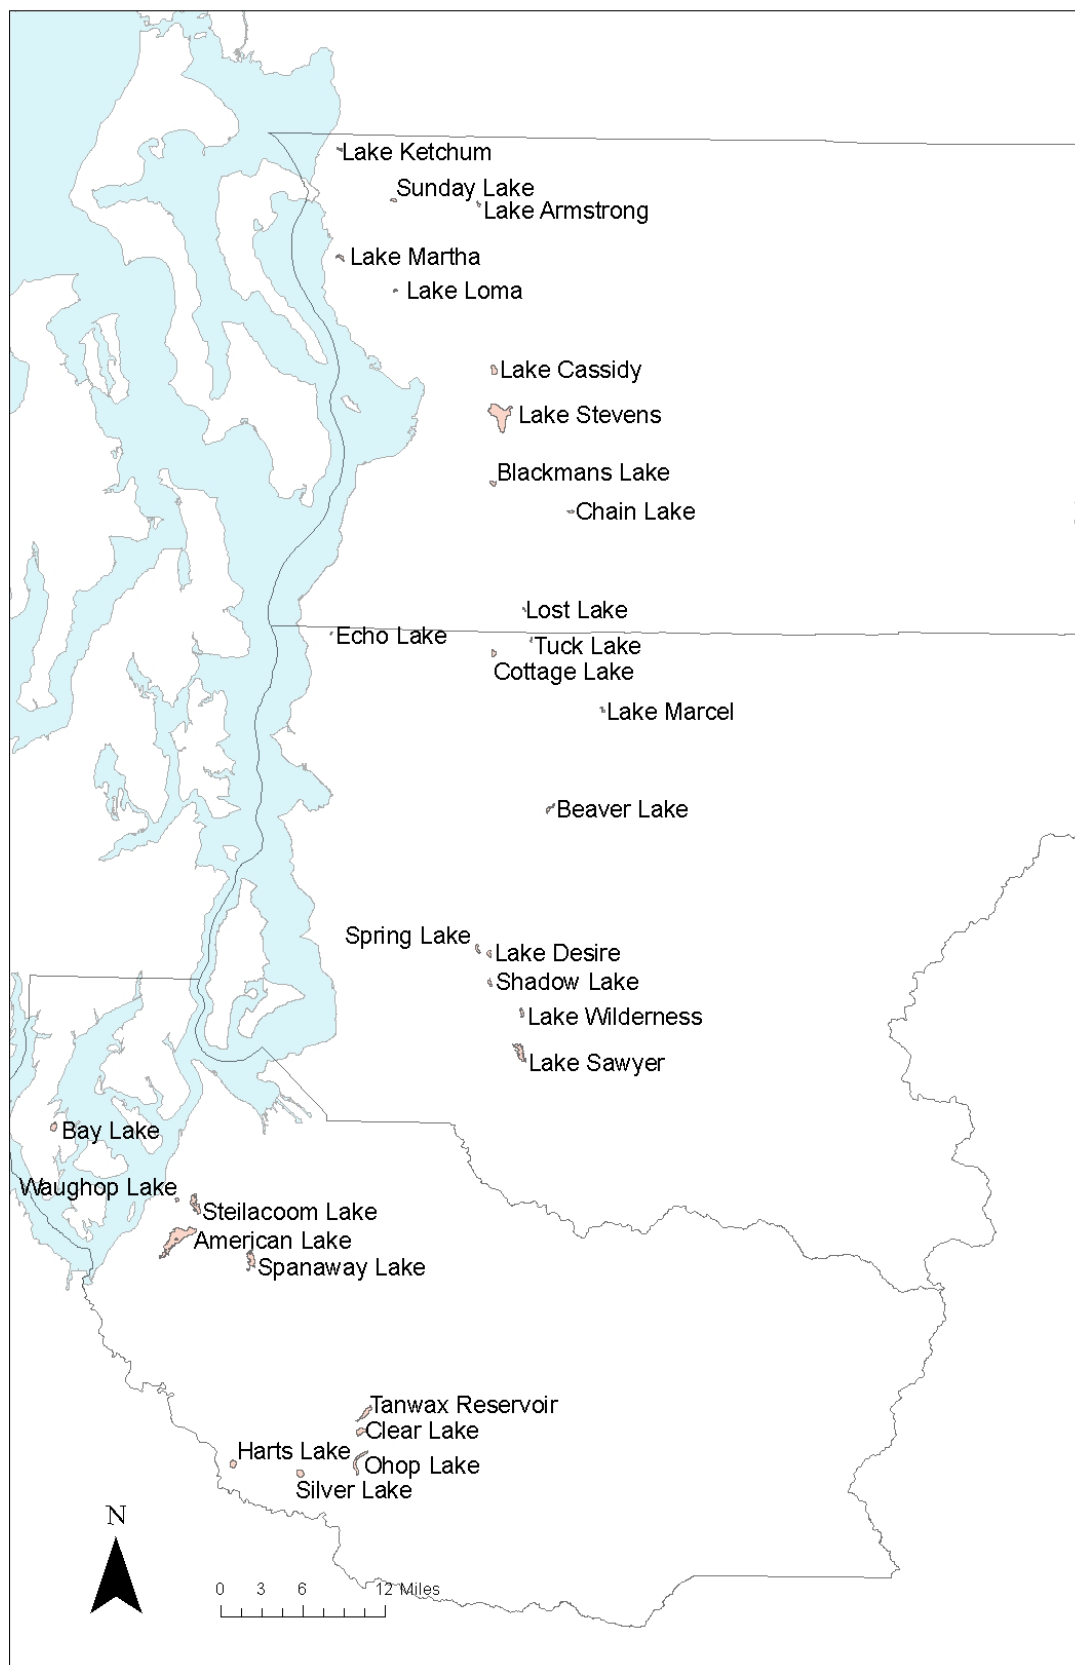 Lake Ketchum
Sunday Lake
Lake Armstrong
Lake Martha
Lake Loma
Lake Cassidy
Lake Stevens
Blackmans Lake
Chain Lake
Lost Lake
Echo Lake
Tuck Lake
Cottage Lake
Lake Marcel
Beaver Lake
Spring Lake
Lake Desire
Shadow Lake
Lake Wilderness
Lake Sawyer
Bay Lake
Waughop Lake
Steilacoom Lake
American Lake
Spanaway Lake
Tanwax Reservoir
Clear Lake
Harts Lake
Ohop Lake
Silver Lake
N
0 3 6 12 Miles